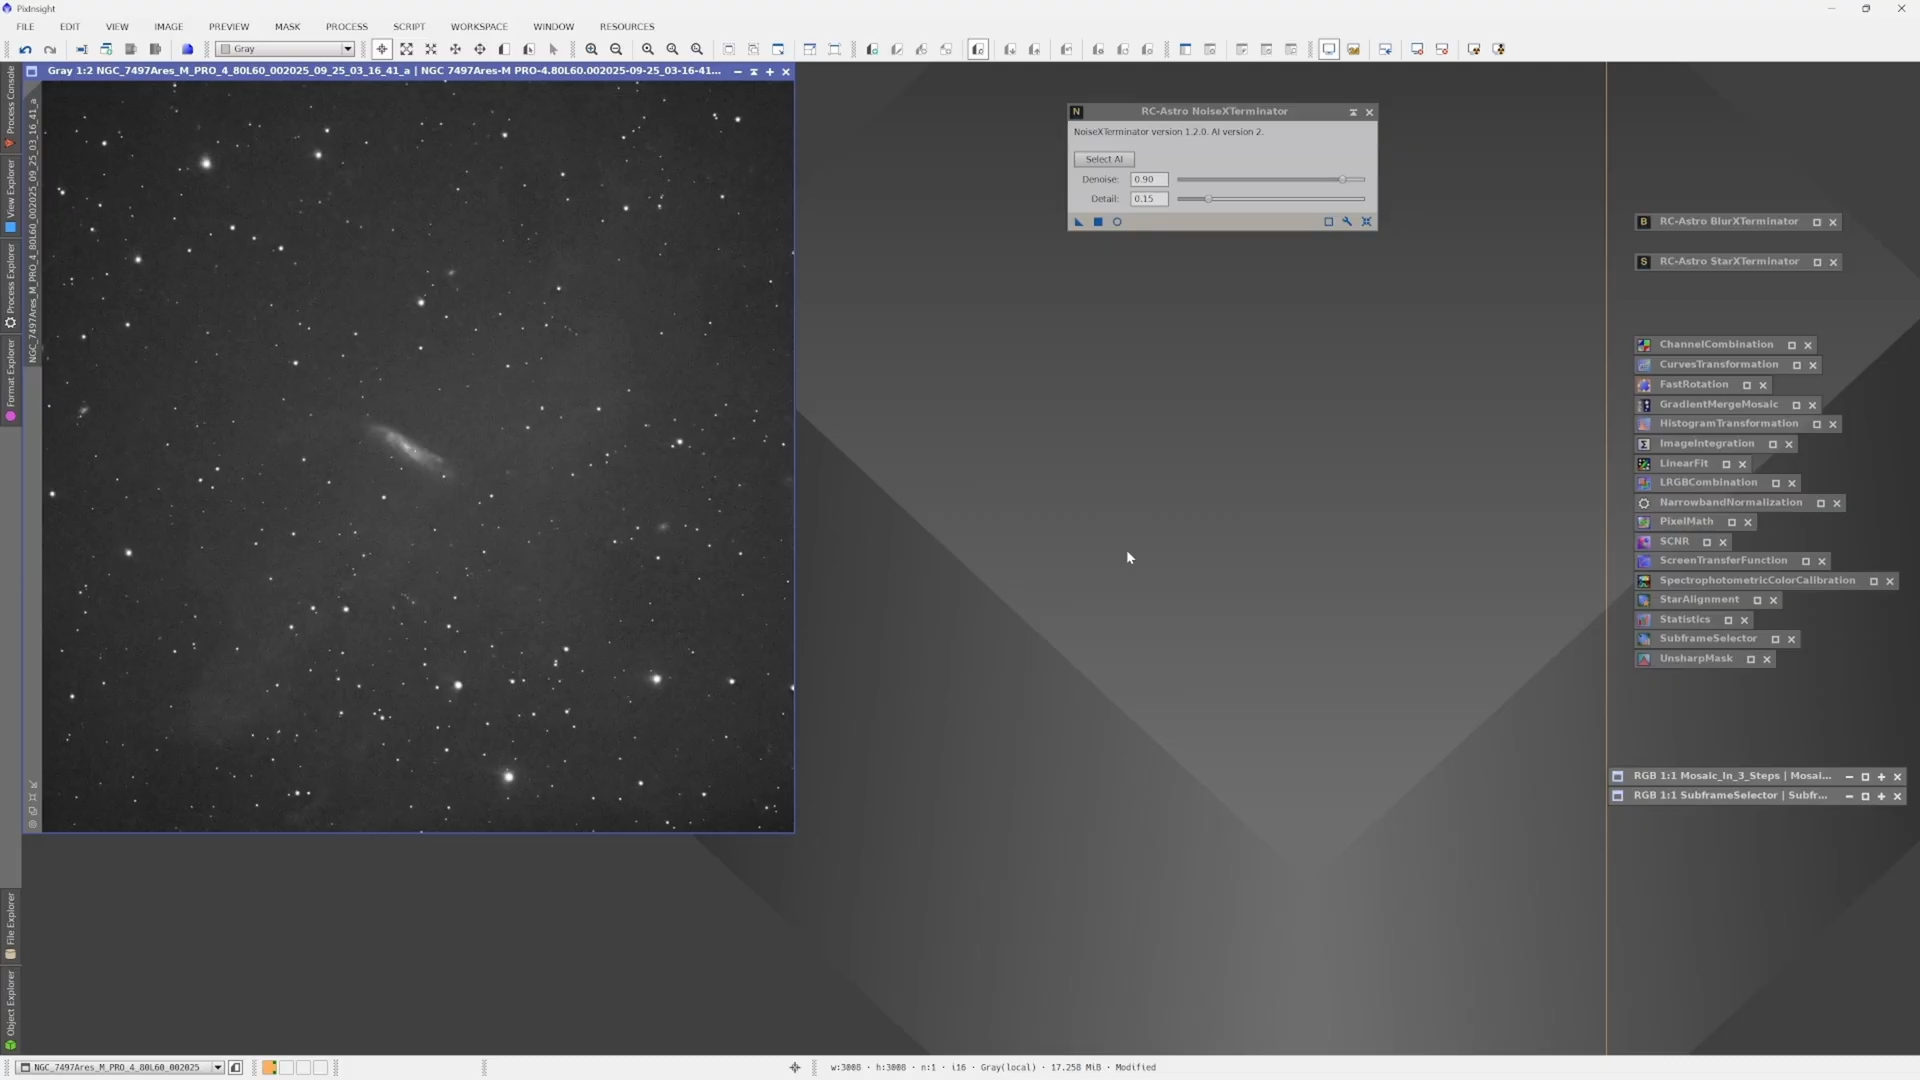 PixInsight
FILE EDIT VIEW IMAGE PREVIEW MASK PROCESS SCRIPT WORKSPACE WINDOW RESOURCES
Gray
Gray 1:2 NGC_7497Ares_M_PRO_4_80L60_002025_09_25_03_16_41_a | NGC 7497Ares-M PRO-4.80L60.002025-09-25_03-16-41...
Process Console
View Explorer
Process Explorer
Format Explorer
File Explorer
Object Explorer
NGC_7497Ares_M_PRO_4_80L60_002025_09_25_03_16_41_a
N RC-Astro NoiseXTerminator
NoiseXTerminator version 1.2.0. AI version 2.
Select AI
Denoise: 0.90
Detail: 0.15
B RC-Astro BlurXTerminator
S RC-Astro StarXTerminator
ChannelCombination
CurvesTransformation
FastRotation
GradientMergeMosaic
HistogramTransformation
ImageIntegration
LinearFit
LRGBCombination
NarrowbandNormalization
PixelMath
SCNR
ScreenTransferFunction
SpectrophotometricColorCalibration
StarAlignment
Statistics
SubframeSelector
UnsharpMask
RGB 1:1 Mosaic_In_3_Steps | Mosai...
RGB 1:1 SubframeSelector | Subfr...
NGC_7497Ares_M_PRO_4_80L60_002025
w:3008 · h:3008 · n:1 · i16 · Gray(local) · 17.258 MiB · Modified